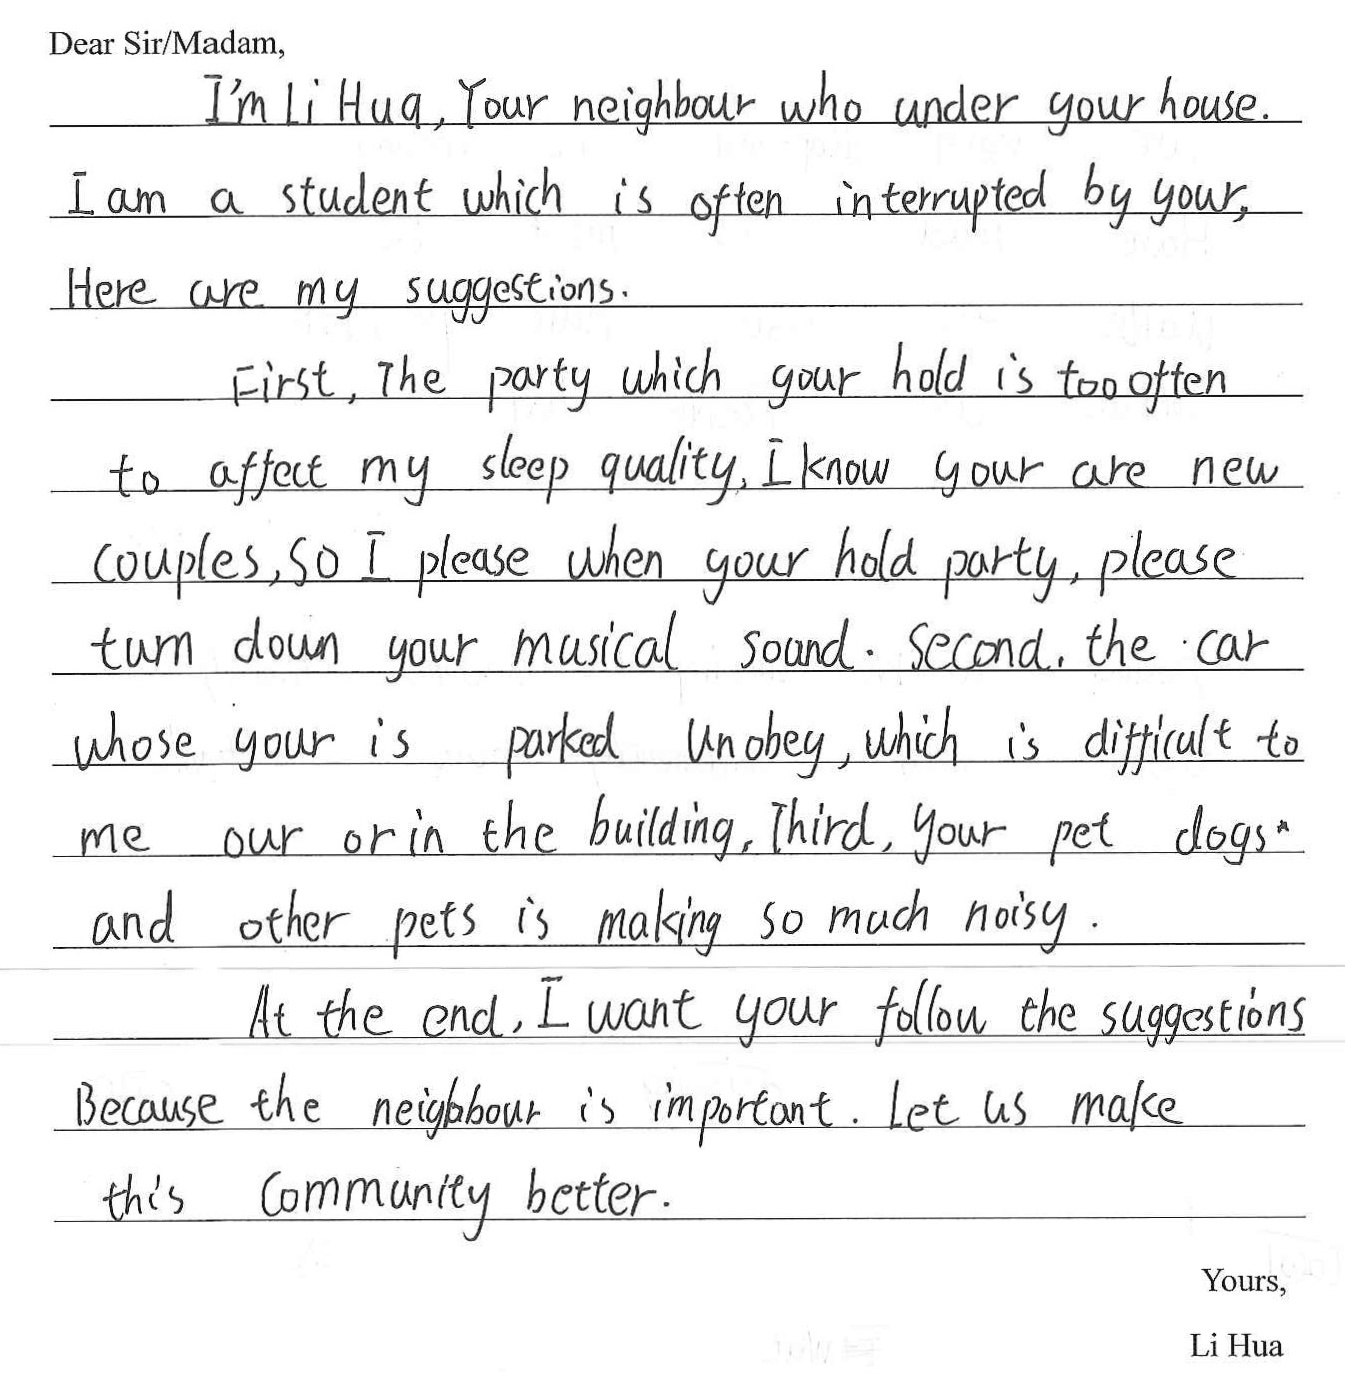 Dear Sir/Madam,
I'm Li Hua, Your neighbour who under your house.
I am a student which is often interrupted by your,
Here are my suggestions.
First, The party which your hold is too often
to affect my sleep quality, I know your are new
couples, So I please when your hold party, please
turn down your musical sound. Second, the car
whose your is parked Unobey, which is difficult to
me our or in the building, Third, Your pet dogs
and other pets is making so much noisy.
At the end, I want your follow the suggestions
Because the neighbour is important. Let us make
this Community better.
Yours,
Li Hua